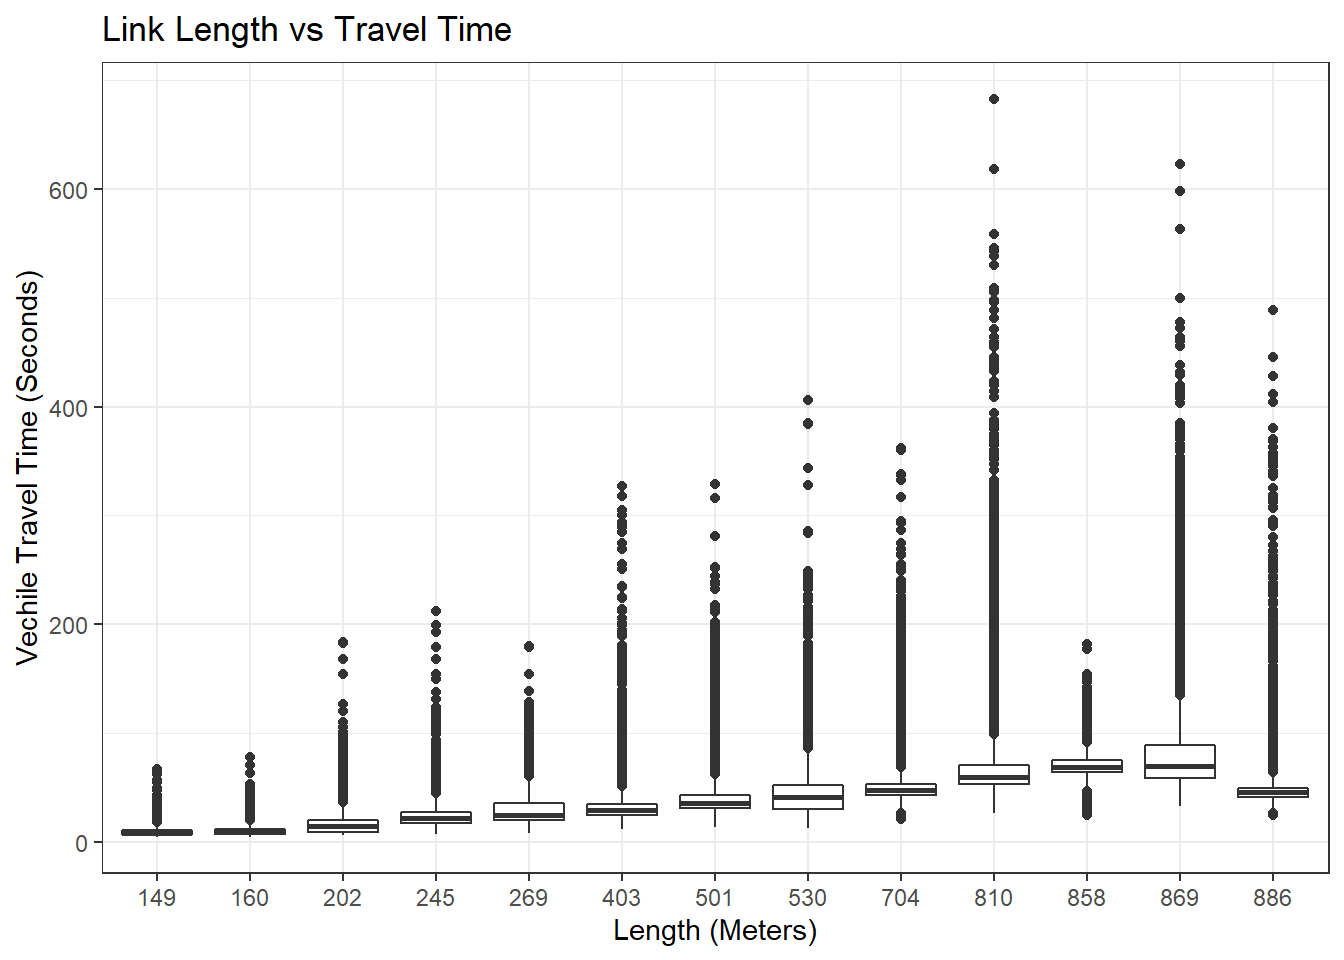 Link Length vs Travel Time
Vechile Travel Time (Seconds)
600
400
200
0
149 160 202 245 269 403 501 530 704 810 858 869 886
Length (Meters)